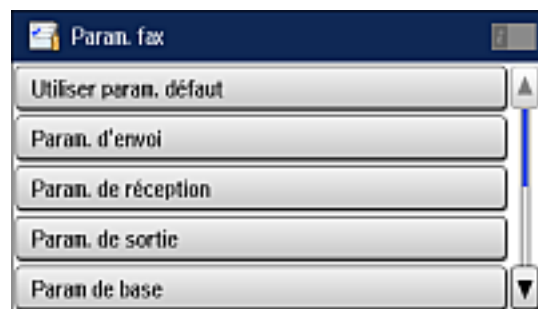 Param. fax
Utiliser param. défaut
Param. d'envoi
Param. de réception
Param. de sortie
Param de base